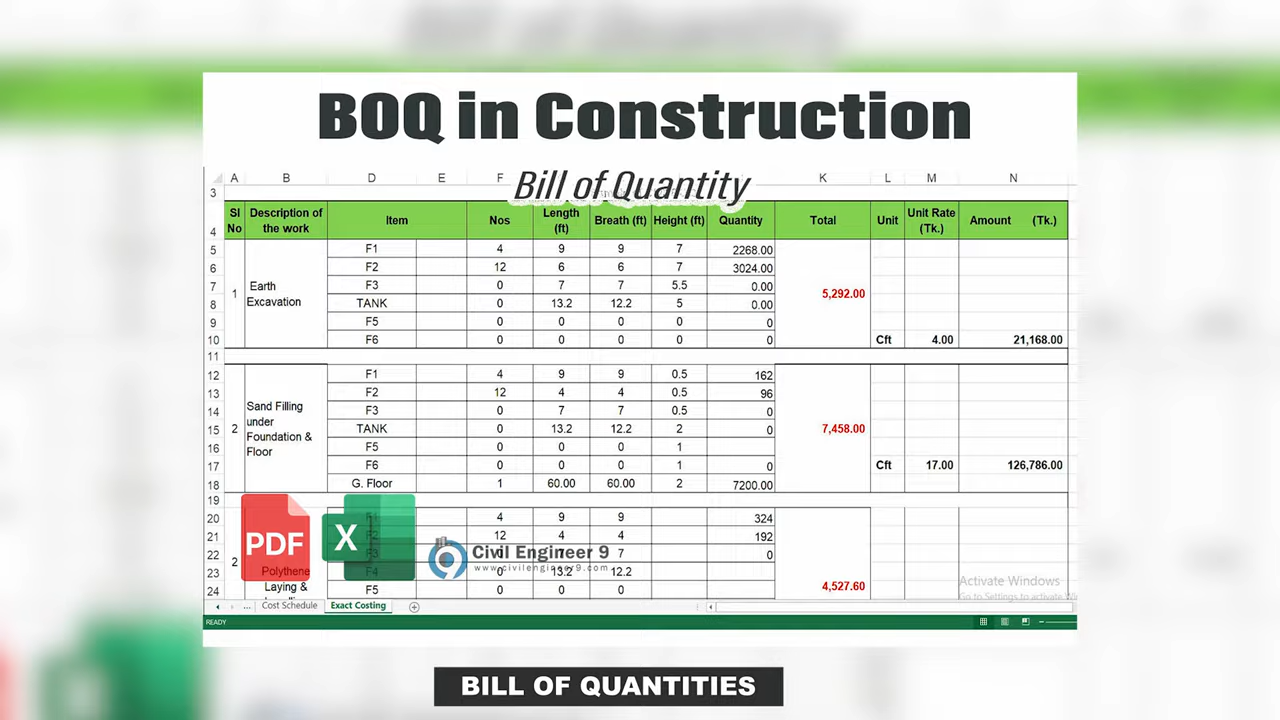 BOQ in Construction
Bill of Quantity
A B D E F K L M N
3
4 Sl No Description of the work Item Nos Length (ft) Breath (ft) Height (ft) Quantity Total Unit Unit Rate (Tk.) Amount (Tk.)
5 F1 4 9 9 7 2268.00
6 F2 12 6 6 7 3024.00
7 F3 0 7 7 5.5 0.00
1 Earth Excavation 5,292.00
8 TANK 0 13.2 12.2 5 0.00
9 F5 0 0 0 0 0
10 F6 0 0 0 0 0 Cft 4.00 21,168.00
11
12 F1 4 9 9 0.5 162
13 F2 12 4 4 0.5 96
14 F3 0 7 7 0.5 0
2 Sand Filling under Foundation & Floor 7,458.00
15 TANK 0 13.2 12.2 2 0
16 F5 0 0 0 1
17 F6 0 0 0 1 0 Cft 17.00 126,786.00
18 G. Floor 1 60.00 60.00 2 7200.00
19
20 4 9 9 324
21 12 4 4 192
22 7 0
2 Polythene Laying &
23 F4 13.2 12.2
24 F5 0 0 0 4,527.60
PDF
X
Civil Engineer 9
www.civilengineer9.com
Activate Windows
Go to Settings to activate
... Cost Schedule Exact Costing
READY
BILL OF QUANTITIES